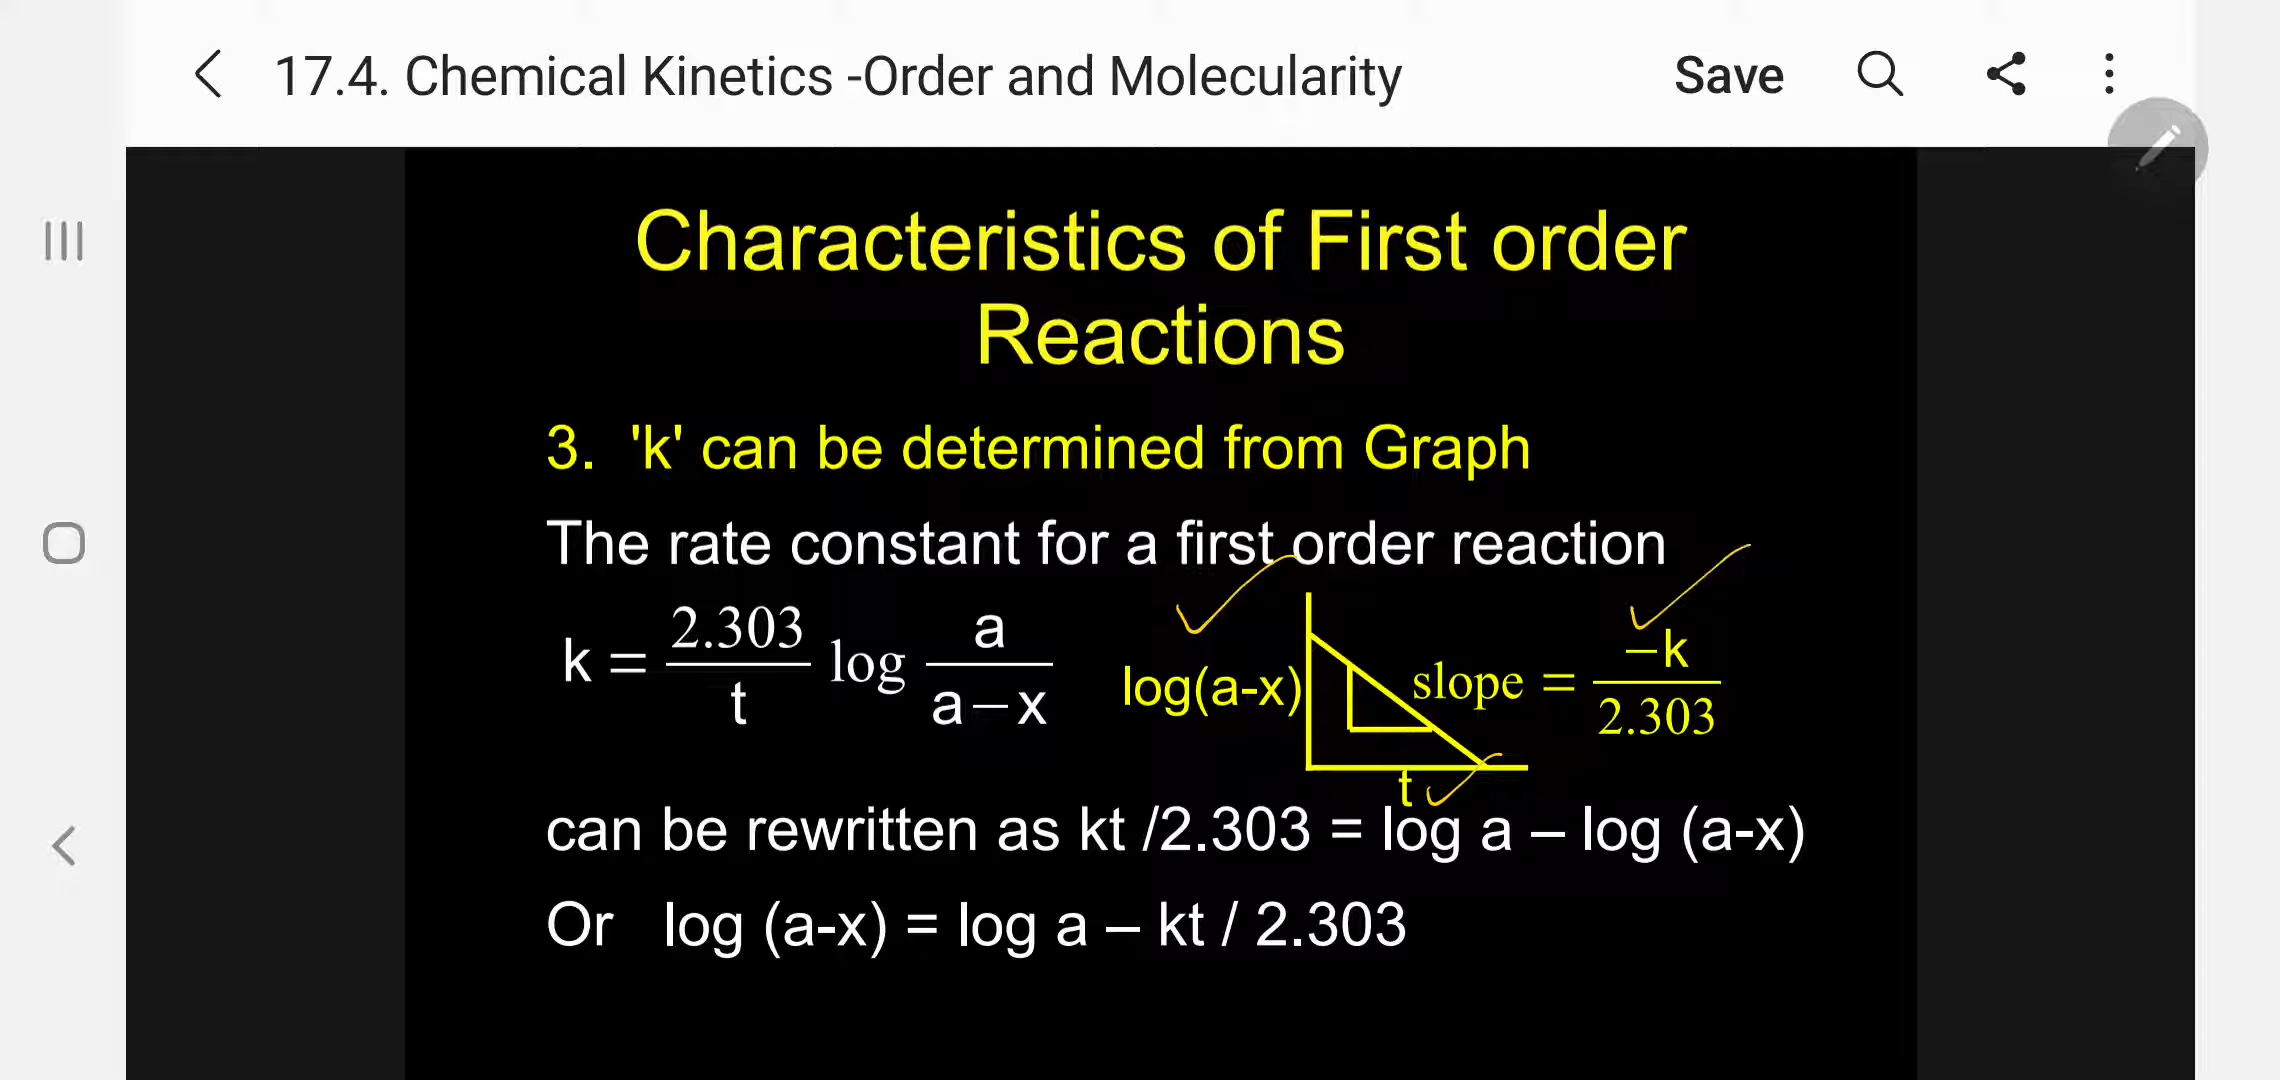 17.4. Chemical Kinetics -Order and Molecularity
Save
Characteristics of First order
Reactions
3. 'k' can be determined from Graph
The rate constant for a first order reaction
k = 2.303/t log a/a−x
log(a-x)
slope = −k/2.303
t
can be rewritten as kt /2.303 = log a – log (a-x)
Or log (a-x) = log a – kt / 2.303